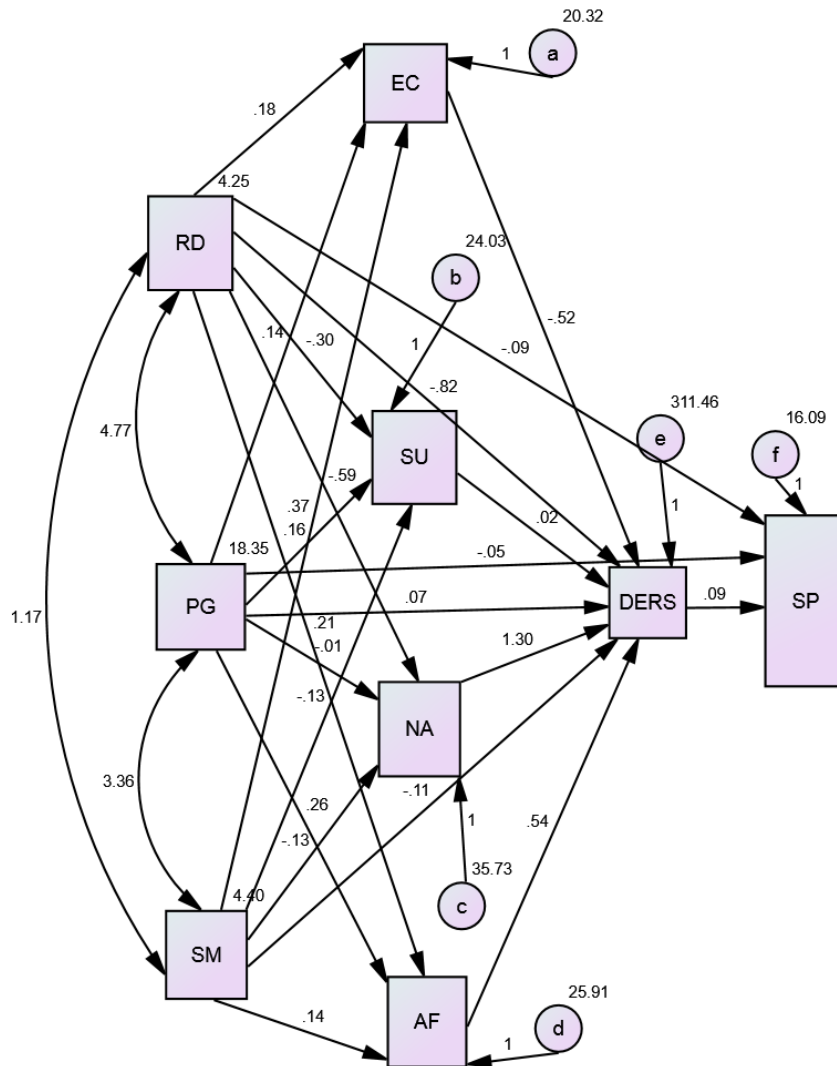 20.32
a
1
EC
.18
4.25
RD
24.03
b
-.52
.14
-.30
1
-.09
-.82
311.46
16.09
e
f
4.77
SU
1
-.59
.37
.02
1
.16
18.35
-.05
PG
.07
DERS
.09
SP
1.17
.21
-.01
1.30
-.13
NA
3.36
-.11
.26
.54
1
-.13
35.73
4.40
c
SM
25.91
.14
AF
d
1